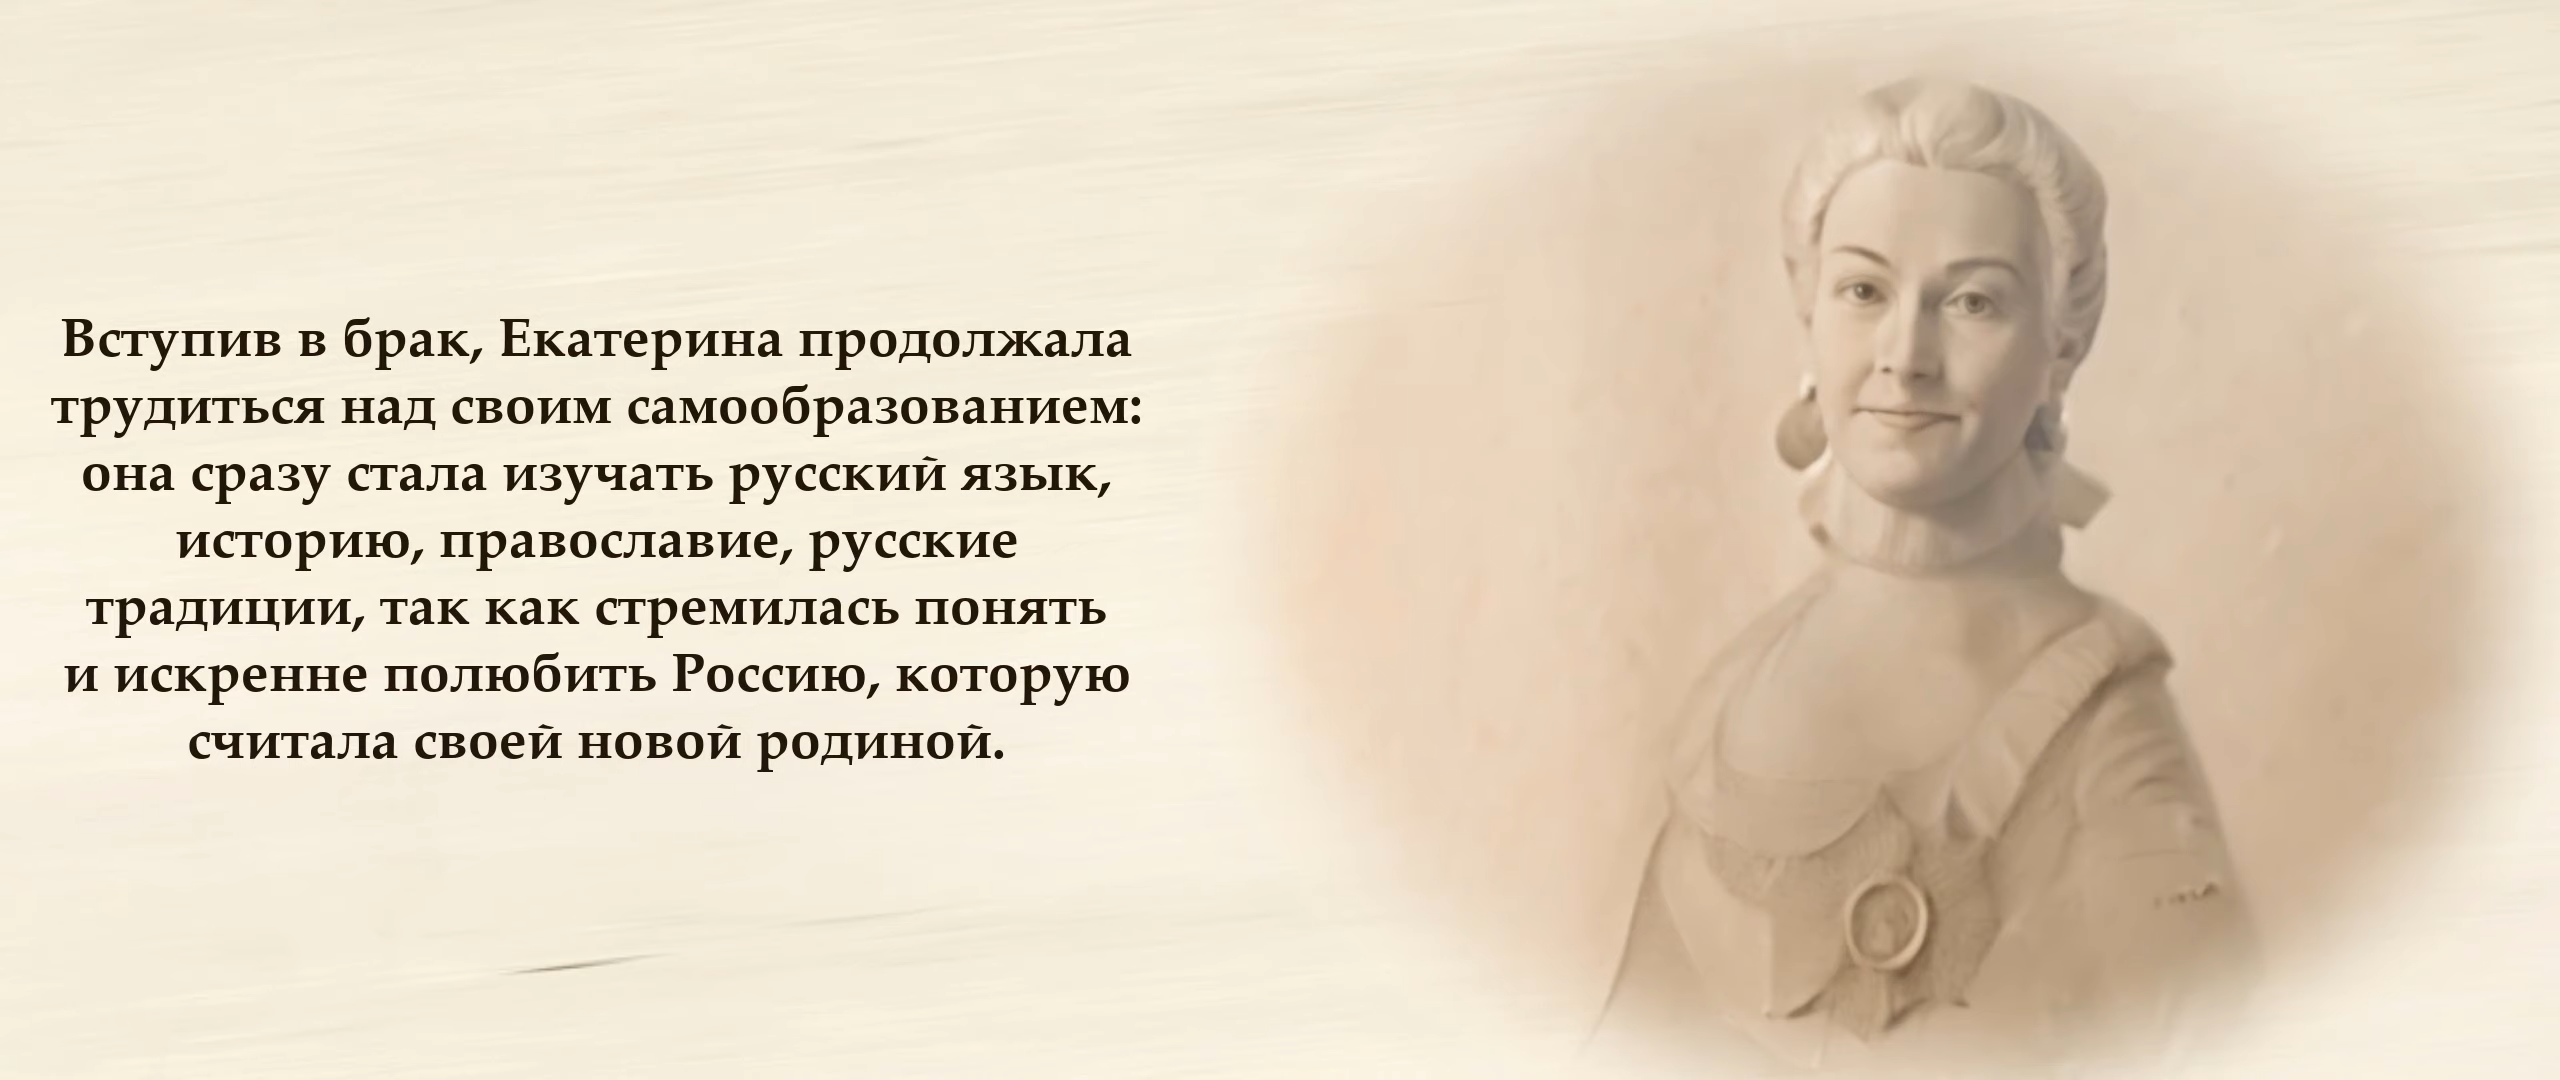 Вступив в брак, Екатерина продолжала
трудиться над своим самообразованием:
она сразу стала изучать русский язык,
историю, православие, русские
традиции, так как стремилась понять
и искренне полюбить Россию, которую
считала своей новой родиной.